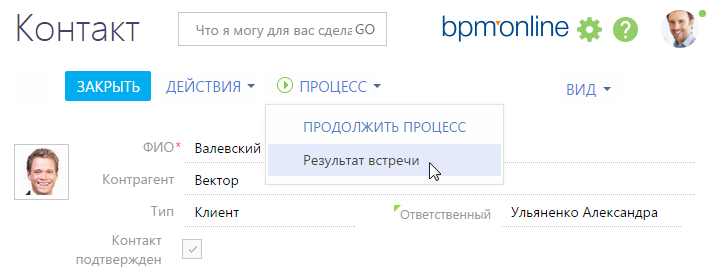 Контакт
Что я могу для вас сдела GO
bpm'online
?
ЗАКРЫТЬ ДЕЙСТВИЯ ПРОЦЕСС ВИД
ПРОДОЛЖИТЬ ПРОЦЕСС
Результат встречи
ФИО* Валевский
Контрагент Вектор
Тип Клиент Ответственный Ульяненко Александра
Контакт
подтвержден